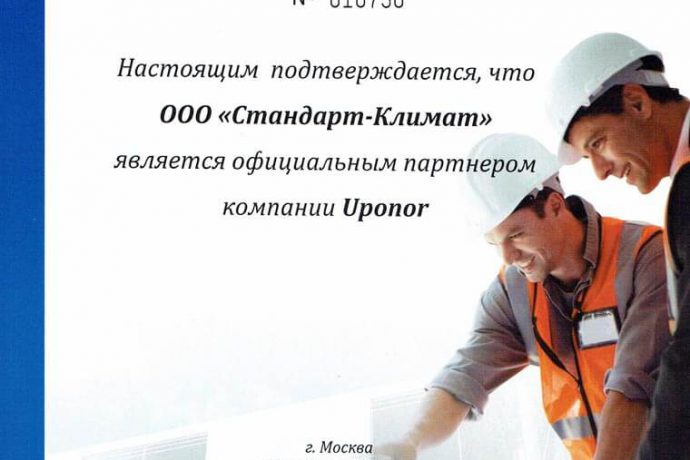 Настоящим подтверждается, что
ООО «Стандарт-Климат»
является официальным партнером
компании Uponor
г. Москва